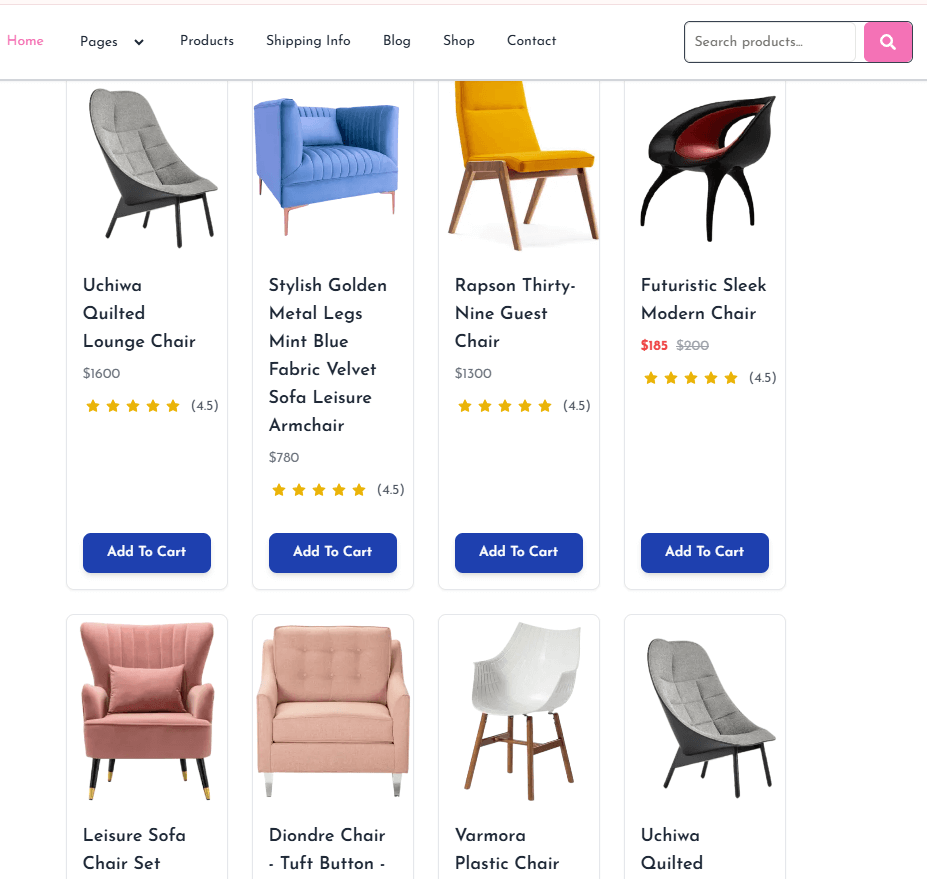 Home Pages Products Shipping Info Blog Shop Contact Search products...
Uchiwa
Quilted
Lounge Chair
$1600
(4.5)
Add To Cart
Stylish Golden
Metal Legs
Mint Blue
Fabric Velvet
Sofa Leisure
Armchair
$780
(4.5)
Add To Cart
Rapson Thirty-
Nine Guest
Chair
$1300
(4.5)
Add To Cart
Futuristic Sleek
Modern Chair
$185 $200
(4.5)
Add To Cart
Leisure Sofa
Chair Set
Diondre Chair
- Tuft Button -
Varmora
Plastic Chair
Uchiwa
Quilted